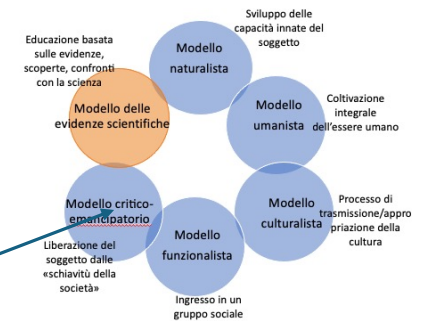 Sviluppo delle
capacità innate del
soggetto
Educazione basata
sulle evidenze,
scoperte, confronti
con la scienza
Modello
naturalista
Modello
umanista
Coltivazione
integrale
dell'essere umano
Modello delle
evidenze scientifiche
Modello critico-
emancipatorio
Modello
culturalista
Processo di
trasmissione/appro
priazione della
cultura
Modello
funzionalista
Liberazione del
soggetto dalle
«schiavitù della
società»
Ingresso in un
gruppo sociale